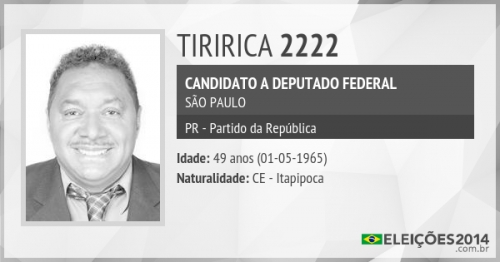 TIRIRICA 2222
CANDIDATO A DEPUTADO FEDERAL
SÃO PAULO
PR - Partido da República
Idade: 49 anos (01-05-1965)
Naturalidade: CE - Itapipoca
ELEIÇÕES2014
.com.br